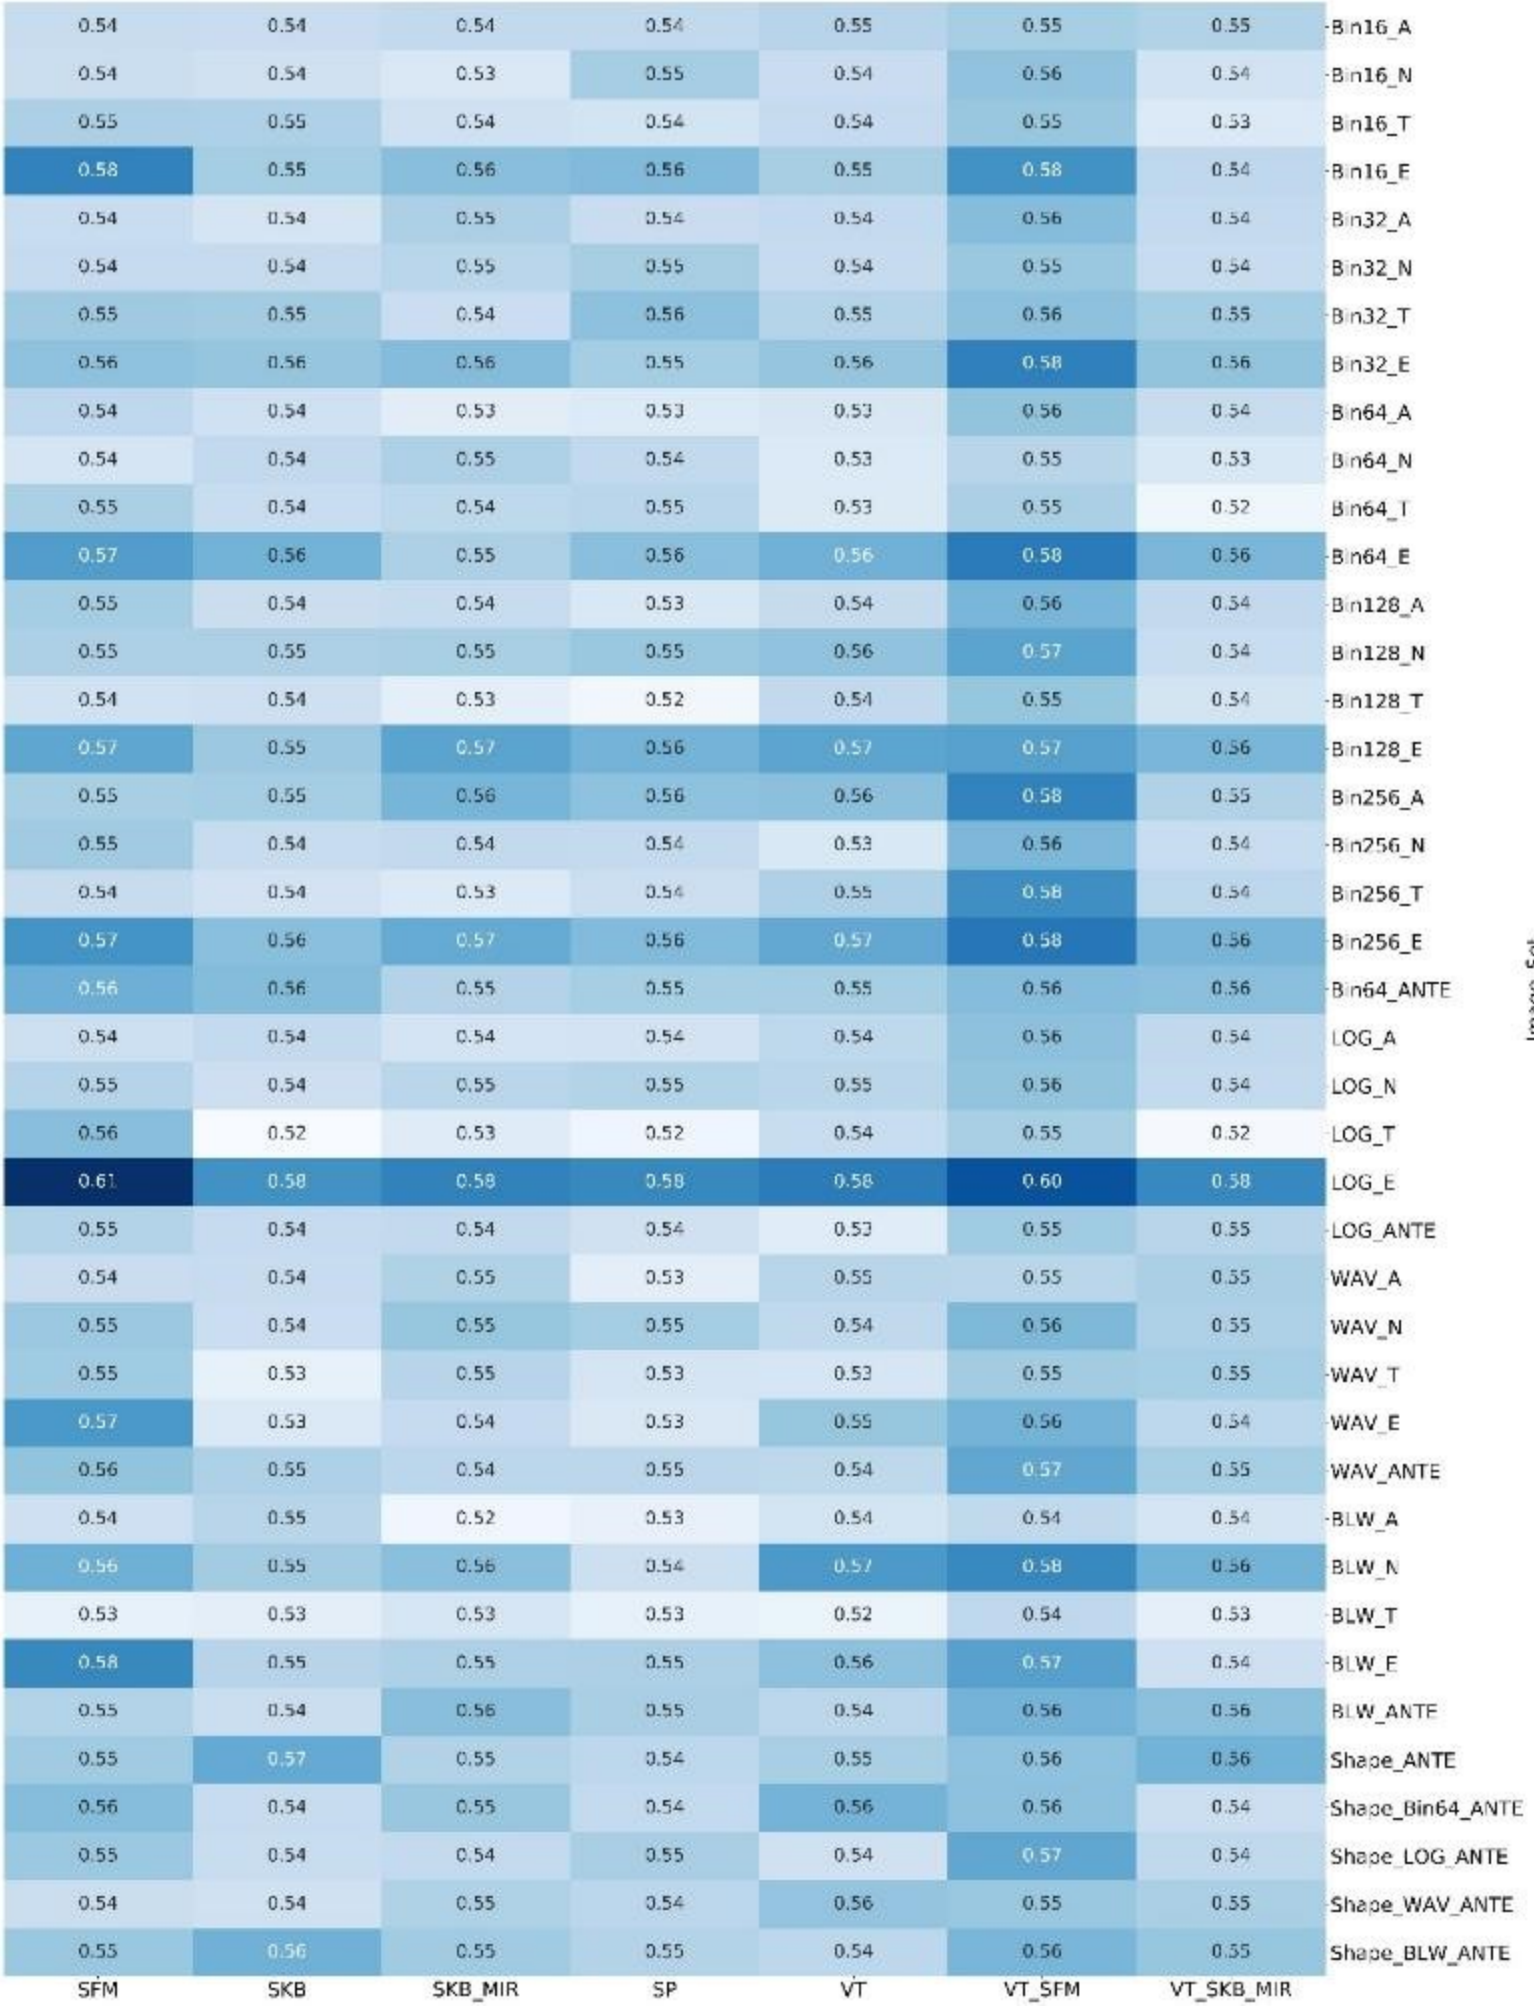 0.54 0.54 0.54 0.54 0.55 0.55 0.55 Bin16_A
0.54 0.54 0.53 0.55 0.54 0.56 0.54 Bin16_N
0.55 0.55 0.54 0.54 0.54 0.55 0.53 Bin16_T
0.58 0.55 0.56 0.56 0.55 0.58 0.54 Bin16_E
0.54 0.54 0.55 0.54 0.54 0.56 0.54 Bin32_A
0.54 0.54 0.55 0.55 0.54 0.55 0.54 Bin32_N
0.55 0.55 0.54 0.56 0.55 0.56 0.55 Bin32_T
0.56 0.56 0.56 0.55 0.56 0.58 0.56 Bin32_E
0.54 0.54 0.53 0.53 0.53 0.56 0.54 Bin64_A
0.54 0.54 0.55 0.54 0.53 0.55 0.53 Bin64_N
0.55 0.54 0.54 0.55 0.53 0.55 0.52 Bin64_T
0.57 0.56 0.55 0.56 0.56 0.58 0.56 Bin64_E
0.55 0.54 0.54 0.53 0.54 0.56 0.54 Bin128_A
0.55 0.55 0.55 0.55 0.56 0.57 0.54 Bin128_N
0.54 0.54 0.53 0.52 0.54 0.55 0.54 Bin128_T
0.57 0.55 0.57 0.56 0.57 0.57 0.56 Bin128_E
0.55 0.55 0.56 0.56 0.56 0.58 0.55 Bin256_A
0.55 0.54 0.54 0.54 0.53 0.56 0.54 Bin256_N
0.54 0.54 0.53 0.54 0.55 0.58 0.54 Bin256_T
0.57 0.56 0.57 0.56 0.57 0.58 0.56 Bin256_E
0.56 0.56 0.55 0.55 0.55 0.56 0.56 Bin64_ANTE
0.54 0.54 0.54 0.54 0.54 0.56 0.54 LOG_A
0.55 0.54 0.55 0.55 0.55 0.56 0.54 LOG_N
0.56 0.52 0.53 0.52 0.54 0.55 0.52 LOG_T
0.61 0.58 0.58 0.58 0.58 0.60 0.58 LOG_E
0.55 0.54 0.54 0.54 0.53 0.55 0.55 LOG_ANTE
0.54 0.54 0.55 0.53 0.55 0.55 0.55 WAV_A
0.55 0.54 0.55 0.55 0.54 0.56 0.55 WAV_N
0.55 0.53 0.55 0.53 0.53 0.55 0.55 WAV_T
0.57 0.53 0.54 0.53 0.55 0.56 0.54 WAV_E
0.56 0.55 0.54 0.55 0.54 0.57 0.55 WAV_ANTE
0.54 0.55 0.52 0.53 0.54 0.54 0.54 BLW_A
0.56 0.55 0.56 0.54 0.57 0.58 0.56 BLW_N
0.53 0.53 0.53 0.53 0.52 0.54 0.53 BLW_T
0.58 0.55 0.55 0.55 0.56 0.57 0.54 BLW_E
0.55 0.54 0.56 0.55 0.54 0.56 0.56 BLW_ANTE
0.55 0.57 0.55 0.54 0.55 0.56 0.56 Shape_ANTE
0.56 0.54 0.55 0.54 0.56 0.56 0.54 Shape_Bin64_ANTE
0.55 0.54 0.54 0.55 0.54 0.57 0.54 Shape_LOG_ANTE
0.54 0.54 0.55 0.54 0.56 0.55 0.55 Shape_WAV_ANTE
0.55 0.56 0.55 0.55 0.54 0.56 0.55 Shape_BLW_ANTE
SFM SKB SKB_MIR SP VT VT_SFM VT_SKB_MIR